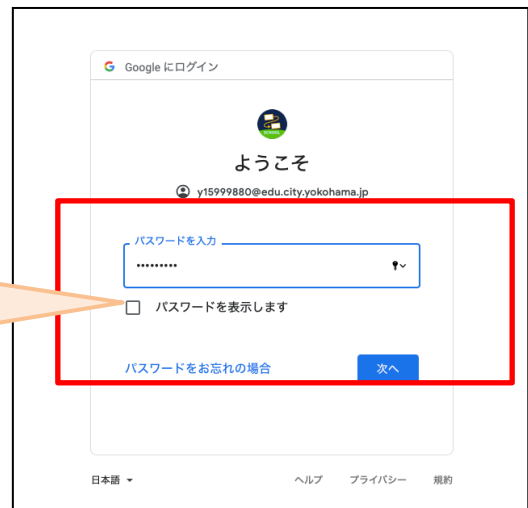 Google にログイン
ようこそ
y15999880@edu.city.yokohama.jp
パスワードを入力
•••••••••
パスワードを表示します
パスワードをお忘れの場合
次へ
日本語
ヘルプ プライバシー 規約